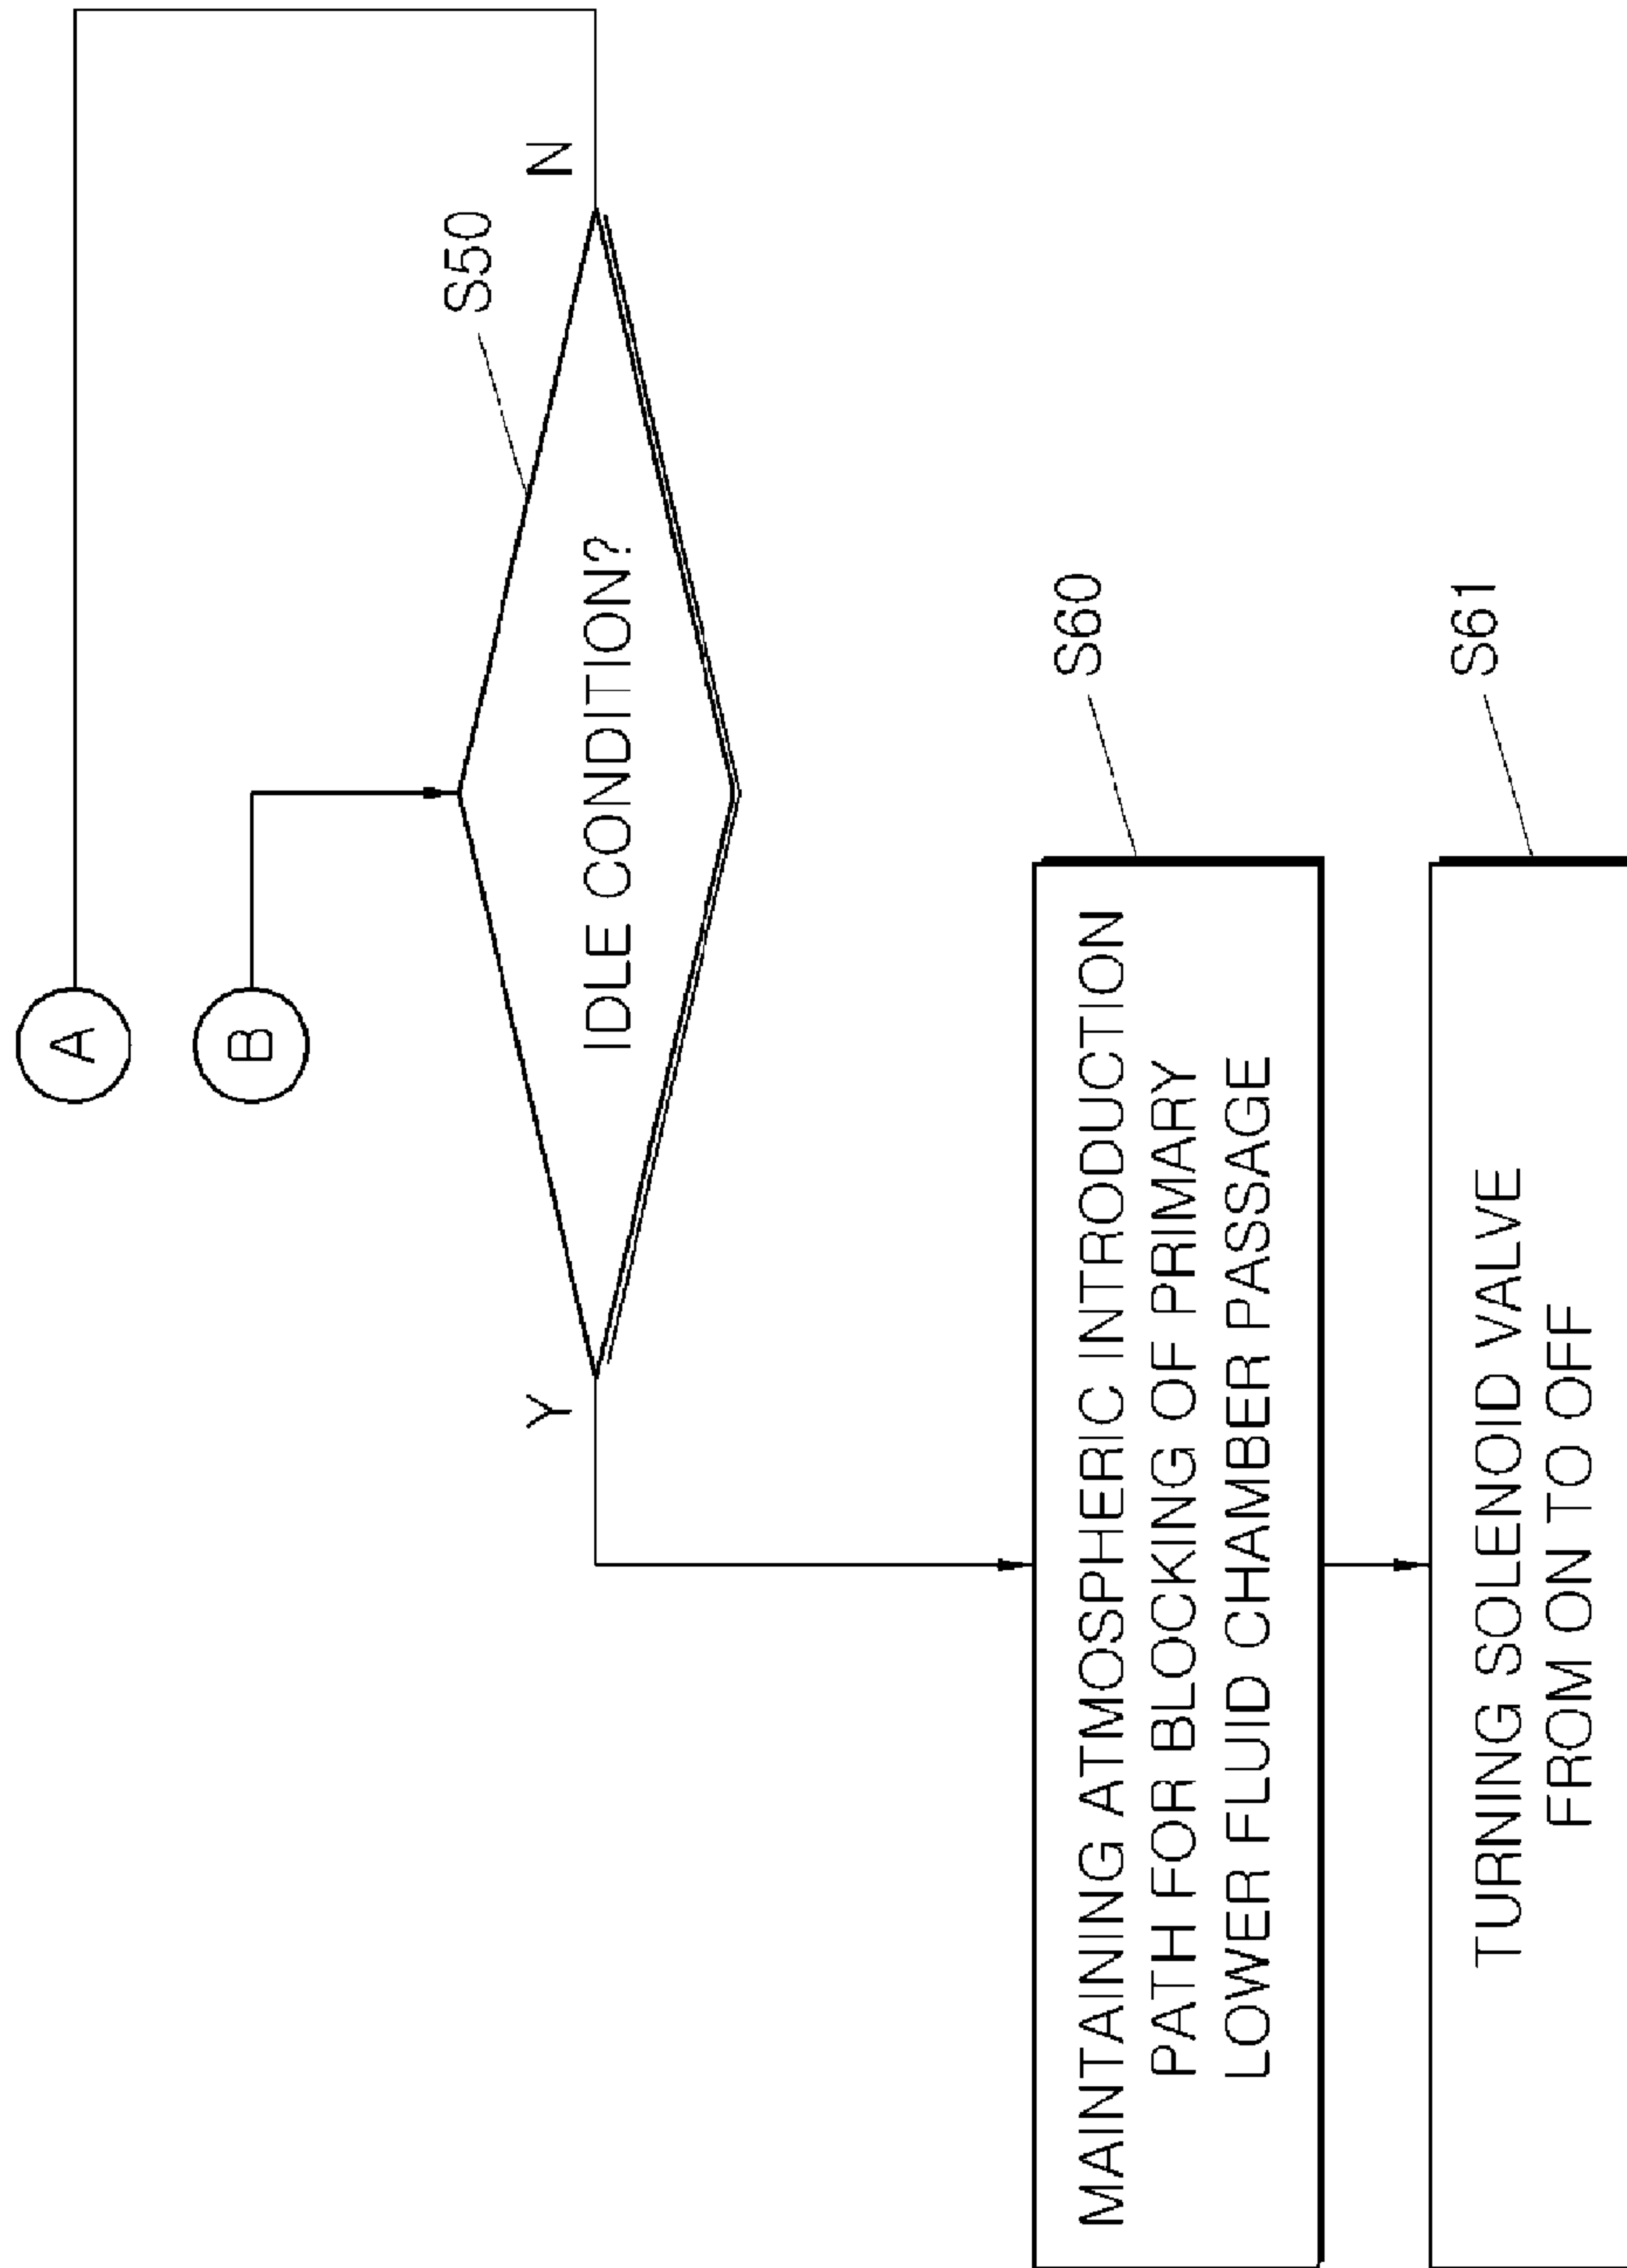 A
B
S50
IDLE CONDITION?
Y
N
S60
MAINTAINING ATMOSPHERIC INTRODUCTION
PATH FOR BLOCKING OF PRIMARY
LOWER FLUID CHAMBER PASSAGE
S61
TURNING SOLENOID VALVE
FROM ON TO OFF